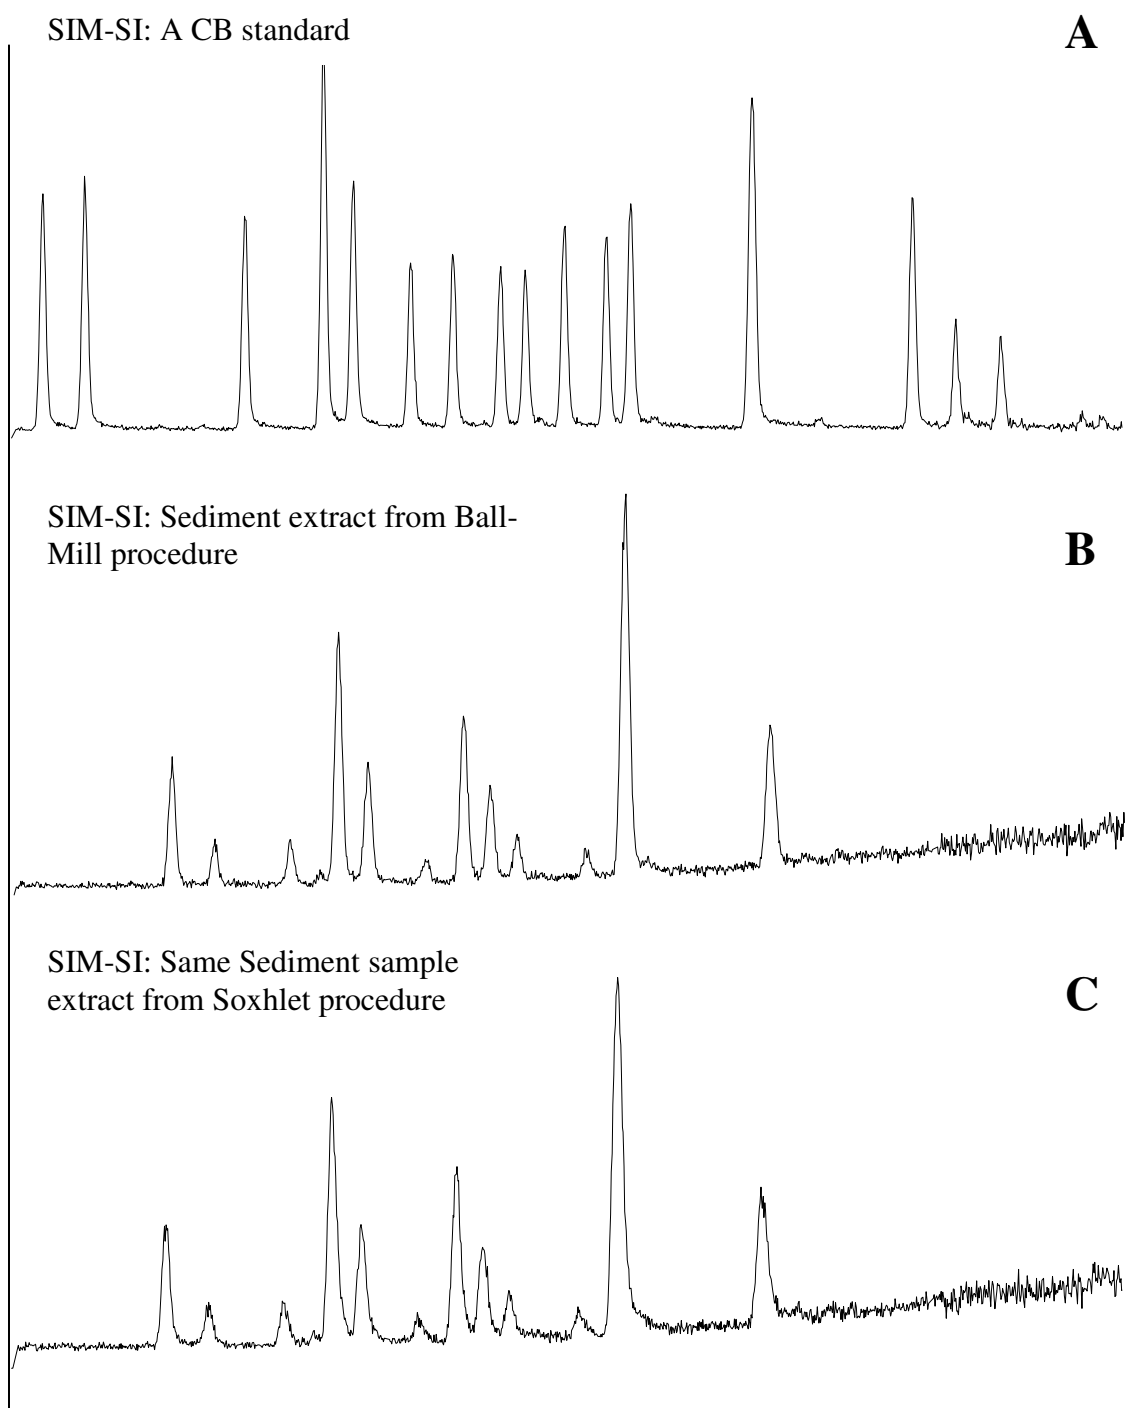 SIM-SI: A CB standard
A
SIM-SI: Sediment extract from Ball-
Mill procedure
B
SIM-SI: Same Sediment sample
extract from Soxhlet procedure
C